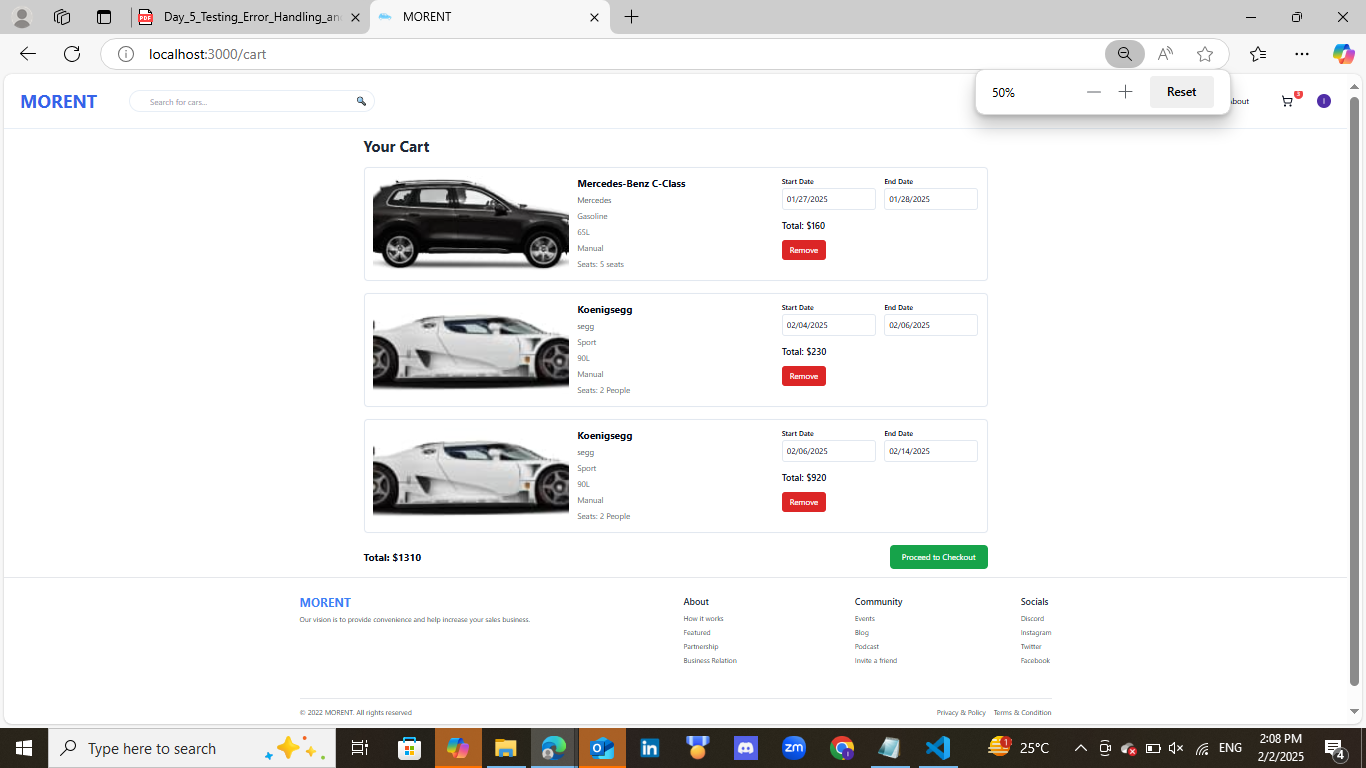 Day_5_Testing_Error_Handling_and
MORENT
localhost:3000/cart
50%
Reset
MORENT
Search for cars...
About
3
I
Your Cart
Mercedes-Benz C-Class
Mercedes
Gasoline
65L
Manual
Seats: 5 seats
Start Date
End Date
01/27/2025
01/28/2025
Total: $160
Remove
Koenigsegg
segg
Sport
90L
Manual
Seats: 2 People
Start Date
End Date
02/04/2025
02/06/2025
Total: $230
Remove
Koenigsegg
segg
Sport
90L
Manual
Seats: 2 People
Start Date
End Date
02/06/2025
02/14/2025
Total: $920
Remove
Total: $1310
Proceed to Checkout
MORENT
Our vision is to provide convenience and help increase your sales business.
About
How it works
Featured
Partnership
Business Relation
Community
Events
Blog
Podcast
Invite a friend
Socials
Discord
Instagram
Twitter
Facebook
© 2022 MORENT. All rights reserved
Privacy & Policy
Terms & Condition
Type here to search
25°C
ENG
2:08 PM
2/2/2025
4